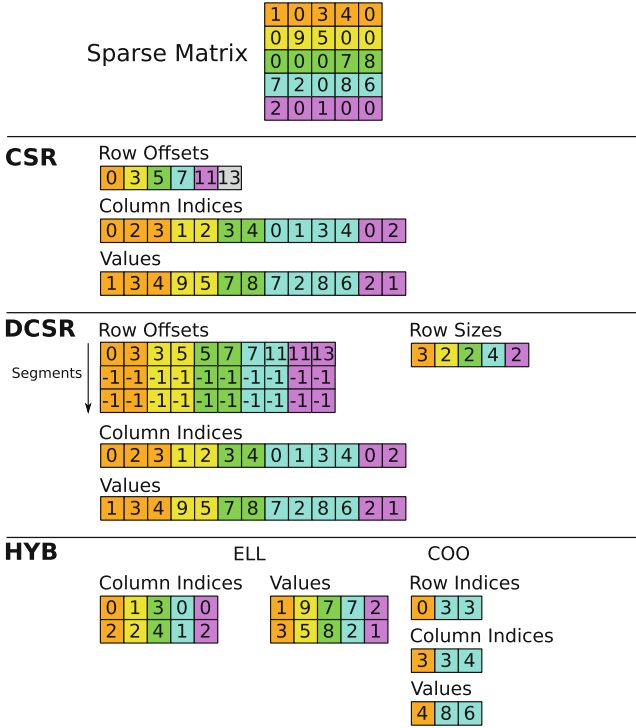 Sparse Matrix
1 0 3 4 0
0 9 5 0 0
0 0 0 7 8
7 2 0 8 6
2 0 1 0 0
CSR
Row Offsets
0 3 5 7 11 13
Column Indices
0 2 3 1 2 3 4 0 1 3 4 0 2
Values
1 3 4 9 5 7 8 7 2 8 6 2 1
DCSR
Row Offsets
0 3 3 5 5 7 7 11 11 13
Segments
-1 -1 -1 -1 -1 -1 -1 -1 -1 -1
-1 -1 -1 -1 -1 -1 -1 -1 -1 -1
Row Sizes
3 2 2 4 2
Column Indices
0 2 3 1 2 3 4 0 1 3 4 0 2
Values
1 3 4 9 5 7 8 7 2 8 6 2 1
HYB
ELL
Column Indices
0 1 3 0 0
2 2 4 1 2
Values
1 9 7 7 2
3 5 8 2 1
COO
Row Indices
0 3 3
Column Indices
3 3 4
Values
4 8 6